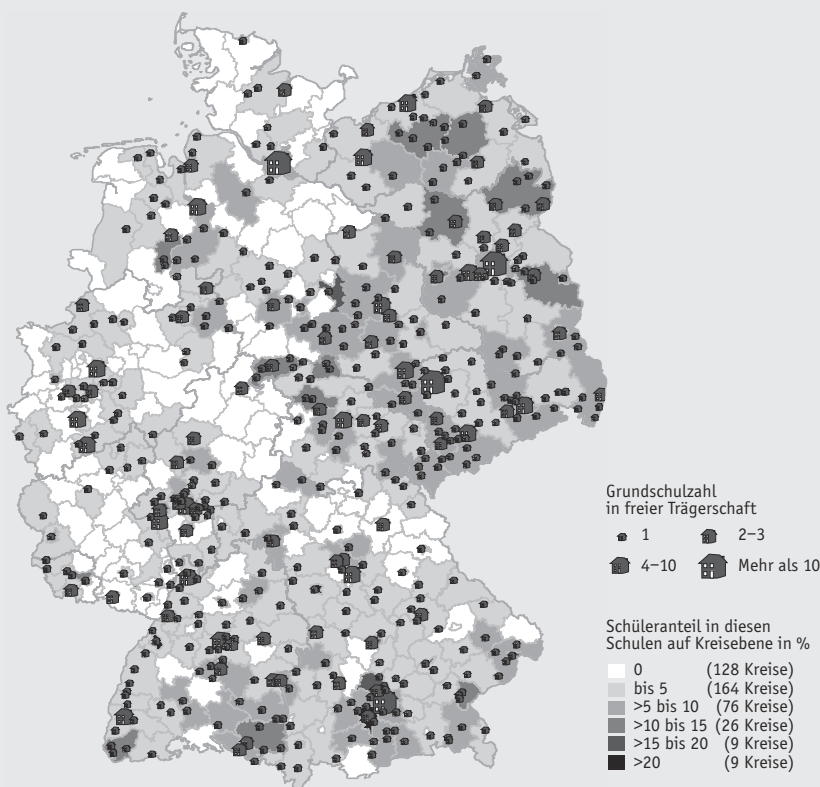 Grundschulzahl
in freier Trägerschaft
1 2–3
4–10 Mehr als 10
Schüleranteil in diesen
Schulen auf Kreisebene in %
0 (128 Kreise)
bis 5 (164 Kreise)
>5 bis 10 (76 Kreise)
>10 bis 15 (26 Kreise)
>15 bis 20 (9 Kreise)
>20 (9 Kreise)